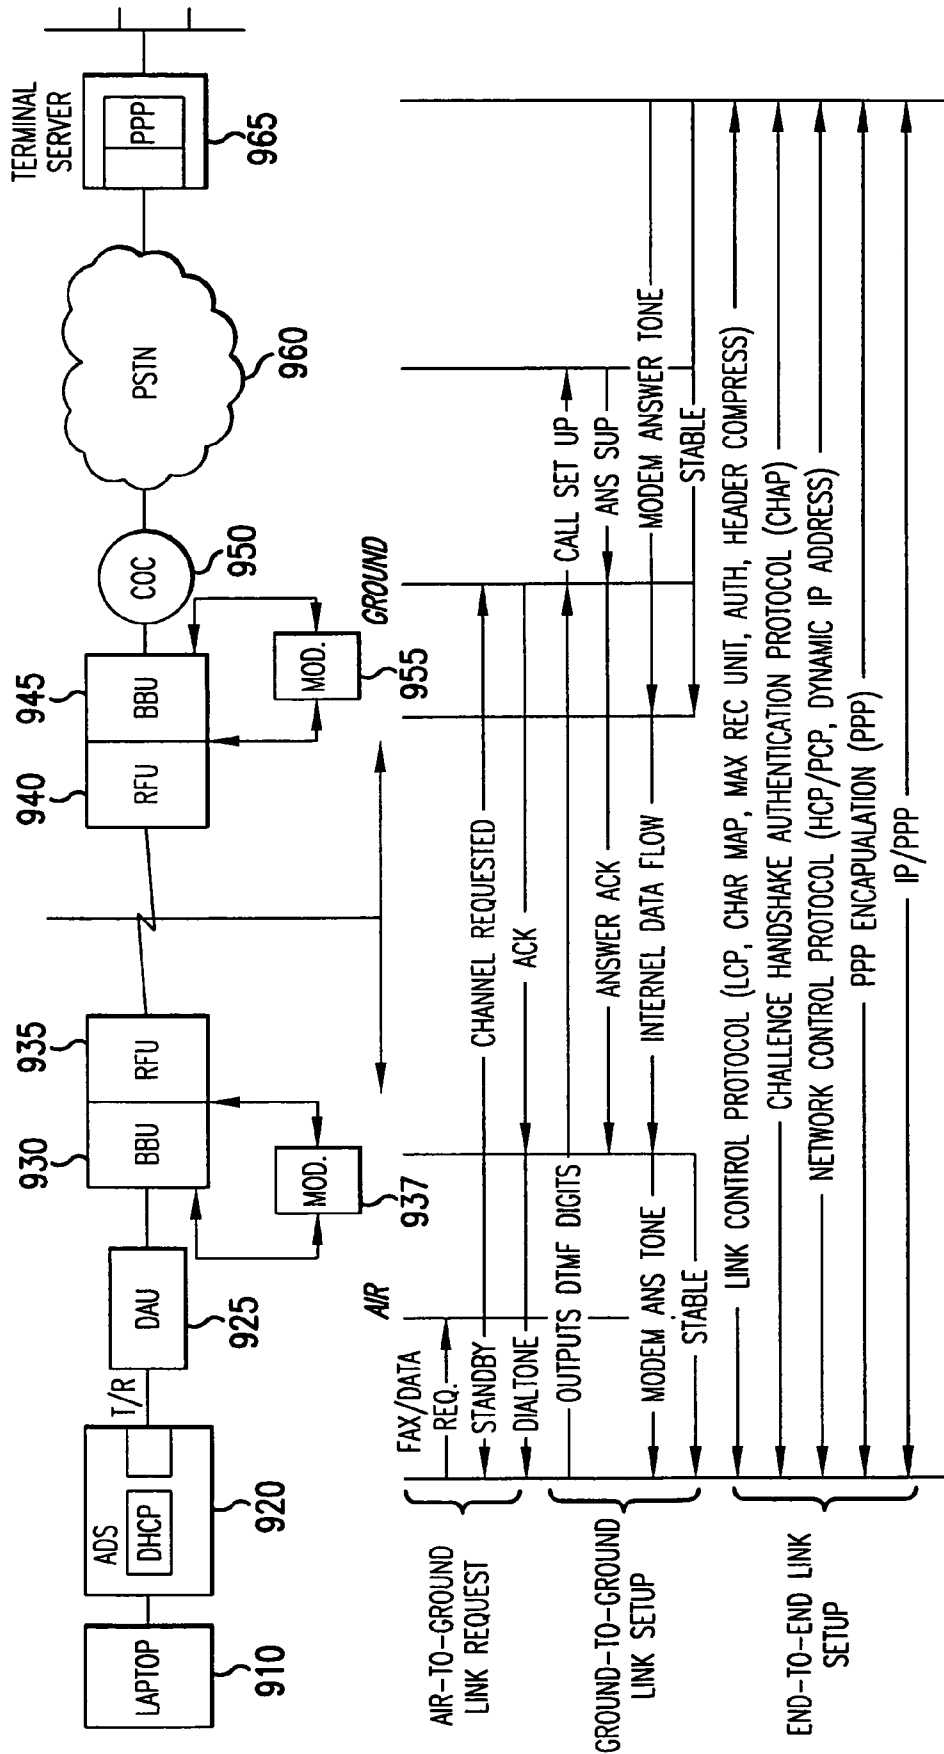 TERMINAL
SERVER
LAPTOP
910
ADS
DHCP
920
T/R
DAU
925
930
BBU
935
RFU
MOD.
937
940
RFU
945
BBU
COC
950
MOD.
955
PSTN
960
PPP
965
AIR
GROUND
AIR-TO-GROUND
LINK REQUEST
FAX/DATA
REQ.
STANDBY
CHANNEL REQUESTED
DIALTONE
ACK
GROUND-TO-GROUND
LINK SETUP
OUTPUTS DTMF DIGITS
CALL SET UP
ANSWER ACK
ANS SUP
MODEM ANS TONE
INTERNEL DATA FLOW
MODEM ANSWER TONE
STABLE
STABLE
END-TO-END LINK
SETUP
LINK CONTROL PROTOCOL (LCP, CHAR MAP, MAX REC UNIT, AUTH, HEADER COMPRESS)
CHALLENGE HANDSHAKE AUTHENTICATION PROTOCOL (CHAP)
NETWORK CONTROL PROTOCOL (HCP/PCP, DYNAMIC IP ADDRESS)
PPP ENCAPUALATION (PPP)
IP/PPP